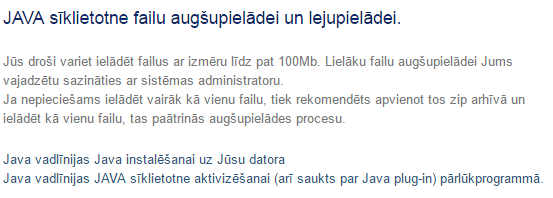 JAVA sīklietotne failu augšupielādei un lejupielādei.
Jūs droši variet ielādēt failus ar izmēru līdz pat 100Mb. Lielāku failu augšupielādei Jums
vajadzētu sazināties ar sistēmas administratoru.
Ja nepieciešams ielādēt vairāk kā vienu failu, tiek rekomendēts apvienot tos zip arhīvā un
ielādēt kā vienu failu, tas paātrinās augšupielādes procesu.
Java vadlīnijas Java instalēšanai uz Jūsu datora
Java vadlīnijas JAVA sīklietotne aktivizēšanai (arī saukts par Java plug-in) pārlūkprogrammā.